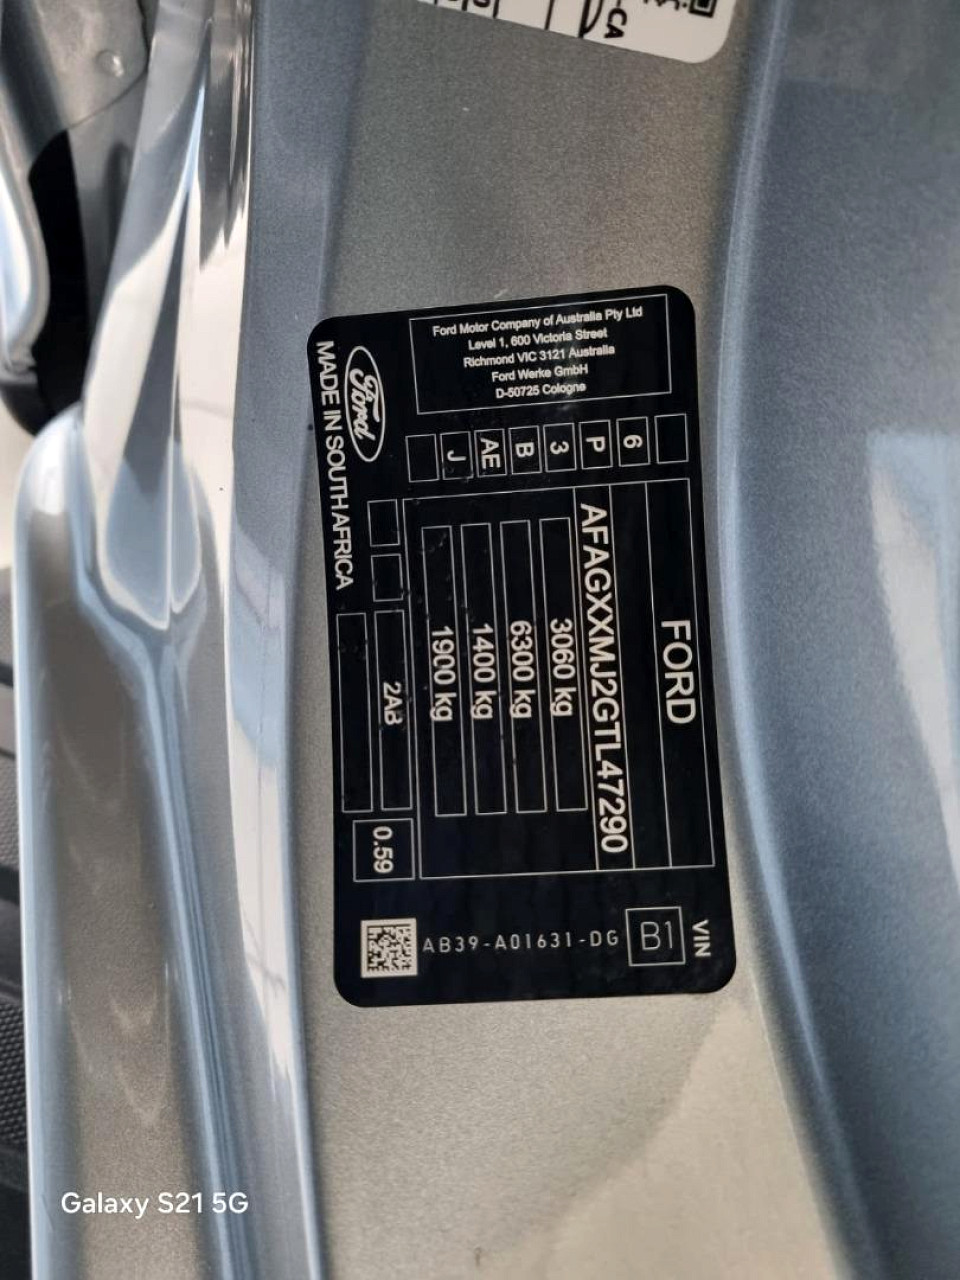 CA
Ford Motor Company of Australia Pty Ltd
Level 1, 600 Victoria Street
Richmond VIC 3121 Australia
Ford Werke GmbH
D-50725 Cologne
Ford
MADE IN SOUTH AFRICA
6
P
3
B
AE
J
FORD
AFAGXXMJ2GTL47290
3060 kg
6300 kg
1400 kg
1900 kg
2AB
0.59
VIN
B1
AB39-A01631-DG
Galaxy S21 5G